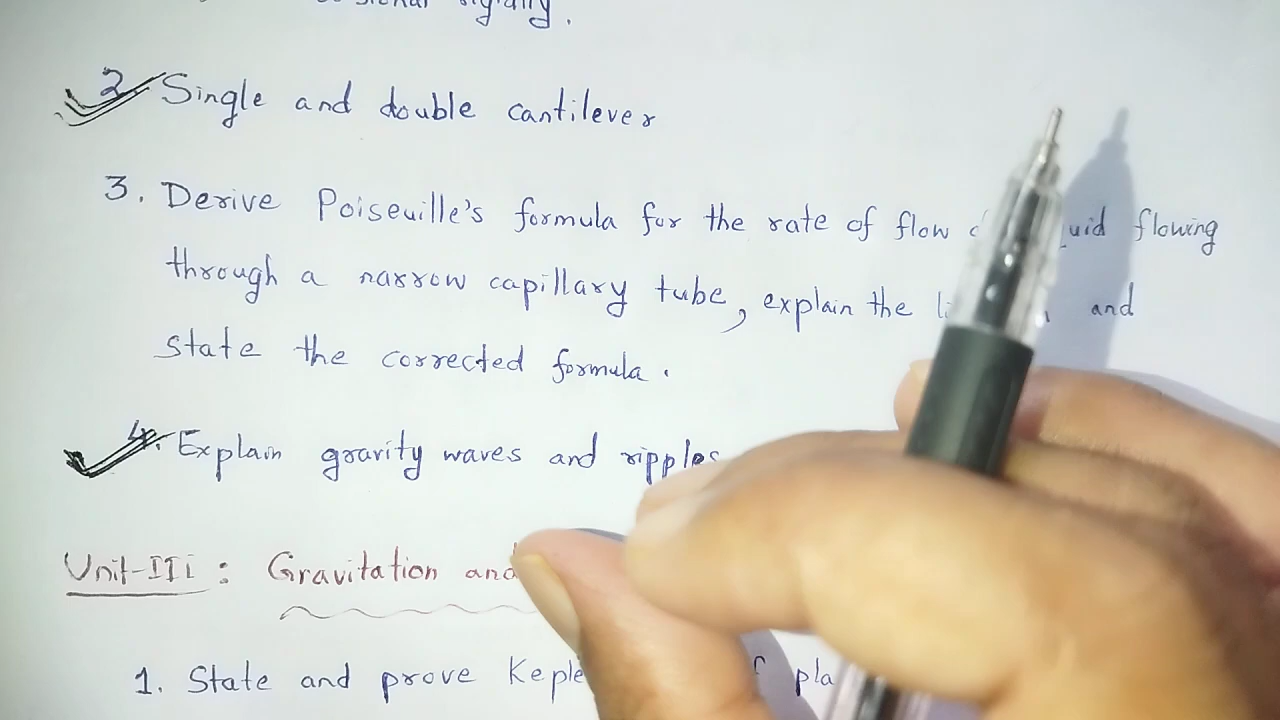 2 Single and double cantilever
3. Derive Poiseuille's formula for the rate of flow flowing
through a narrow capillary tube, explain the and
state the corrected formula.
4. Explain gravity waves and ripples
Unit-III : Gravitation and
1. State and prove